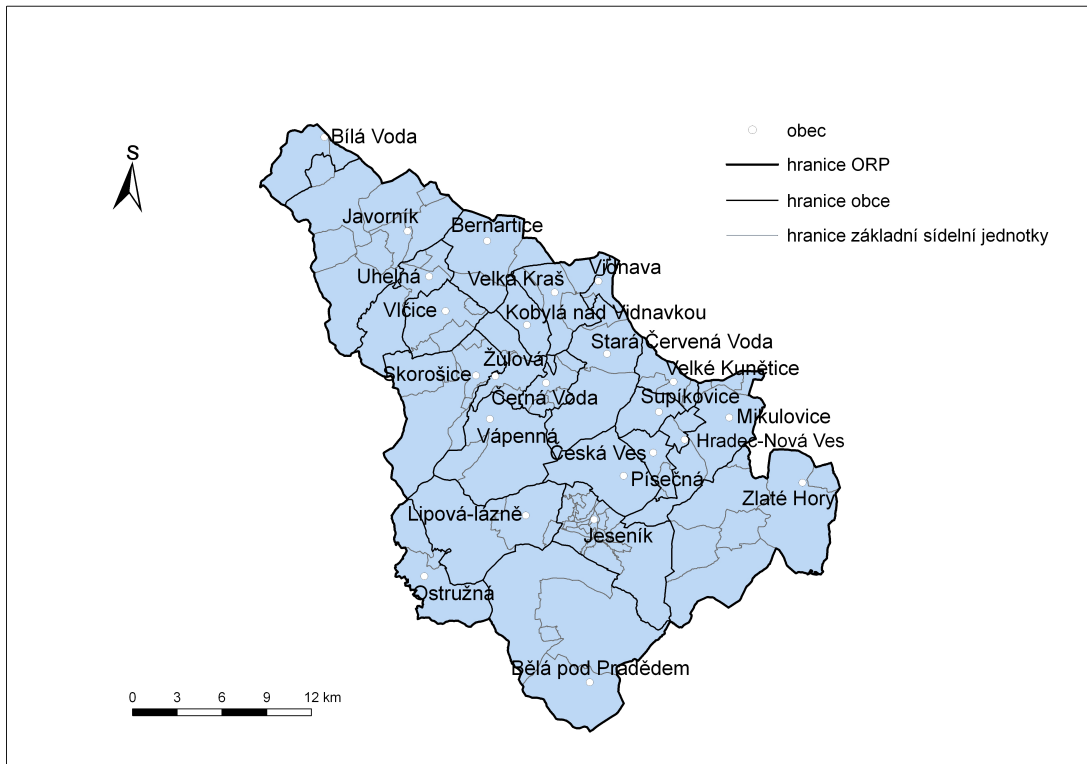 Bílá Voda
obec
S
hranice ORP
hranice obce
Javorník
Bernartice
hranice základní sídelní jednotky
Vidnava
Uhelná
Velká Kraš
Vlčice
Kobylá nad Vidnavkou
Stará Červená Voda
Žulová
Velké Kunětice
Skorošice
Černá Voda
Supíkovice
Mikulovice
Vápenná
Hradec-Nová Ves
Česká Ves
Písečná
Zlaté Hory
Lipová-lázně
Jeseník
Ostružná
Bělá pod Pradědem
0 3 6 9 12 km